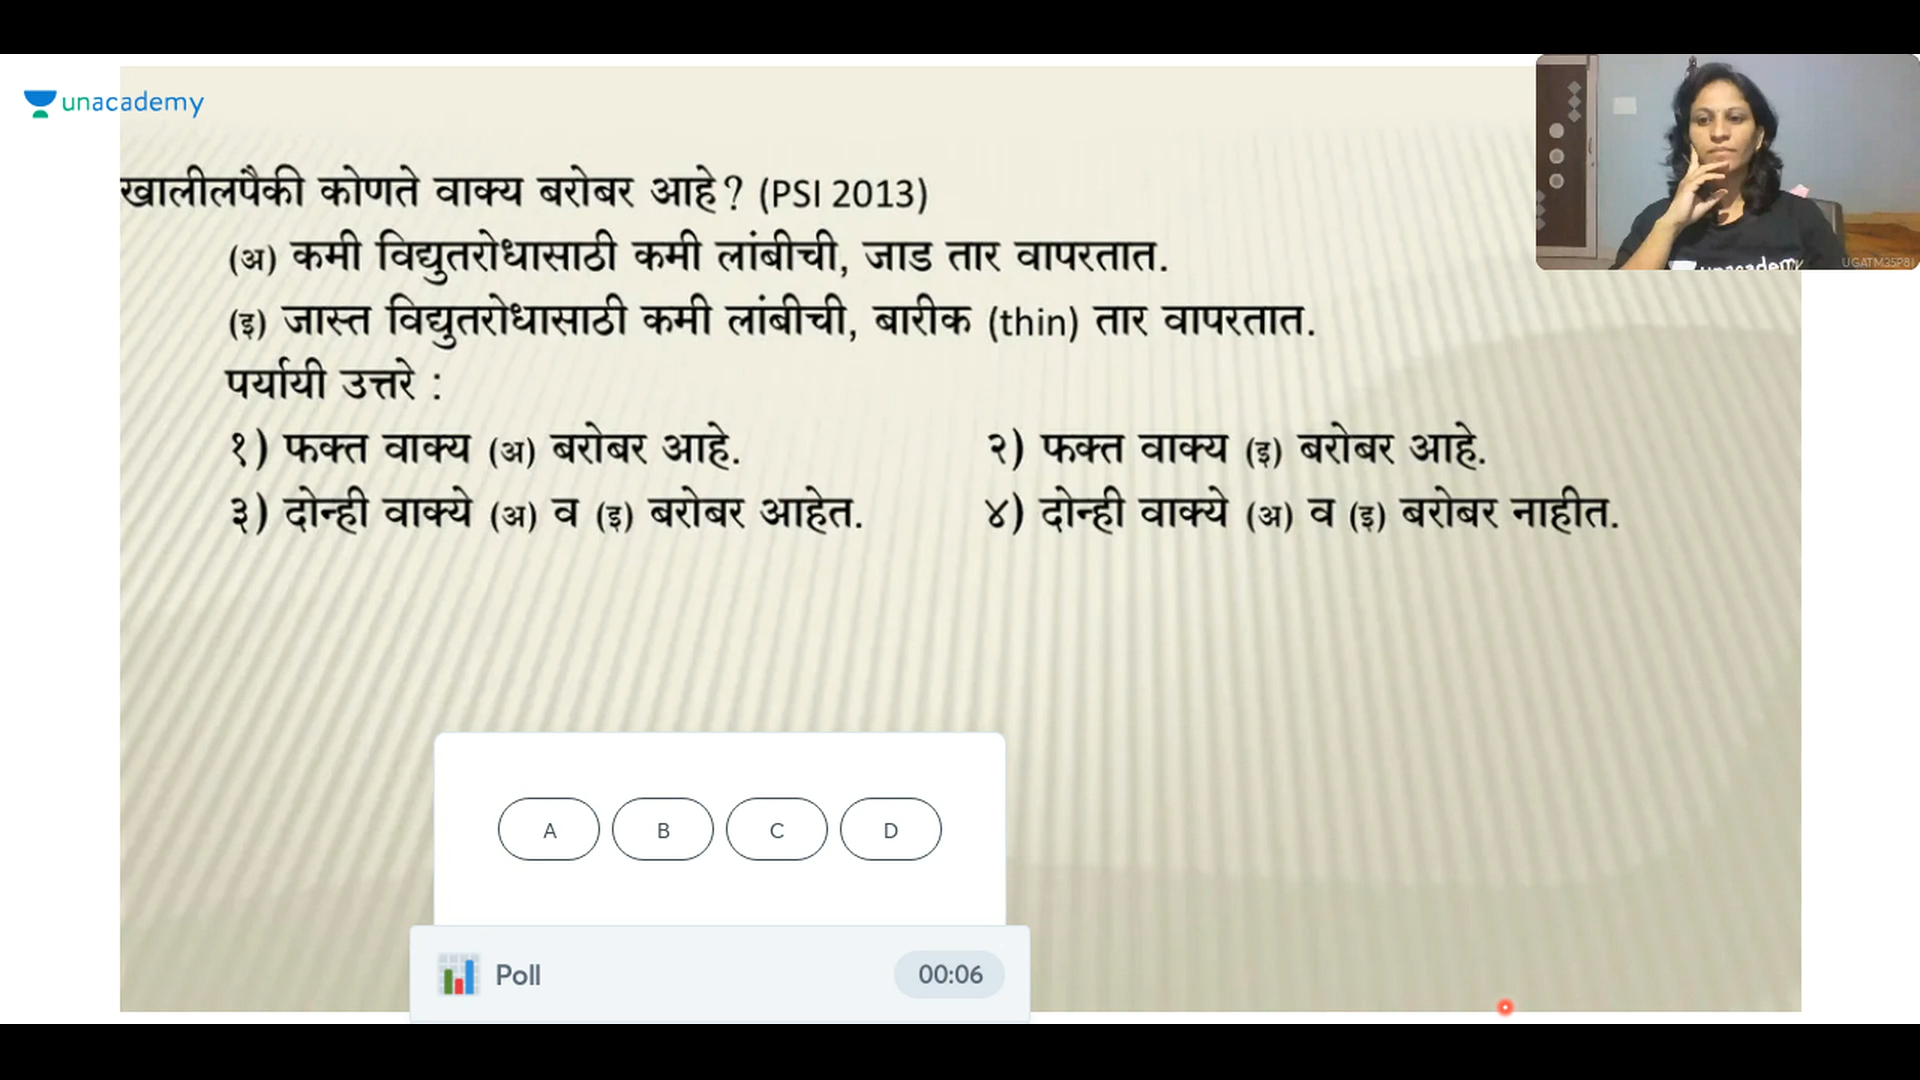 unacademy
खालीलपैकी कोणते वाक्य बरोबर आहे? (PSI 2013)
(अ) कमी विद्युतरोधासाठी कमी लांबीची, जाड तार वापरतात.
(इ) जास्त विद्युतरोधासाठी कमी लांबीची, बारीक (thin) तार वापरतात.
पर्यायी उत्तरे :
१) फक्त वाक्य (अ) बरोबर आहे. २) फक्त वाक्य (इ) बरोबर आहे.
३) दोन्ही वाक्ये (अ) व (इ) बरोबर आहेत. ४) दोन्ही वाक्ये (अ) व (इ) बरोबर नाहीत.
unacademy
UGATM35P8I
A B C D
Poll 00:06